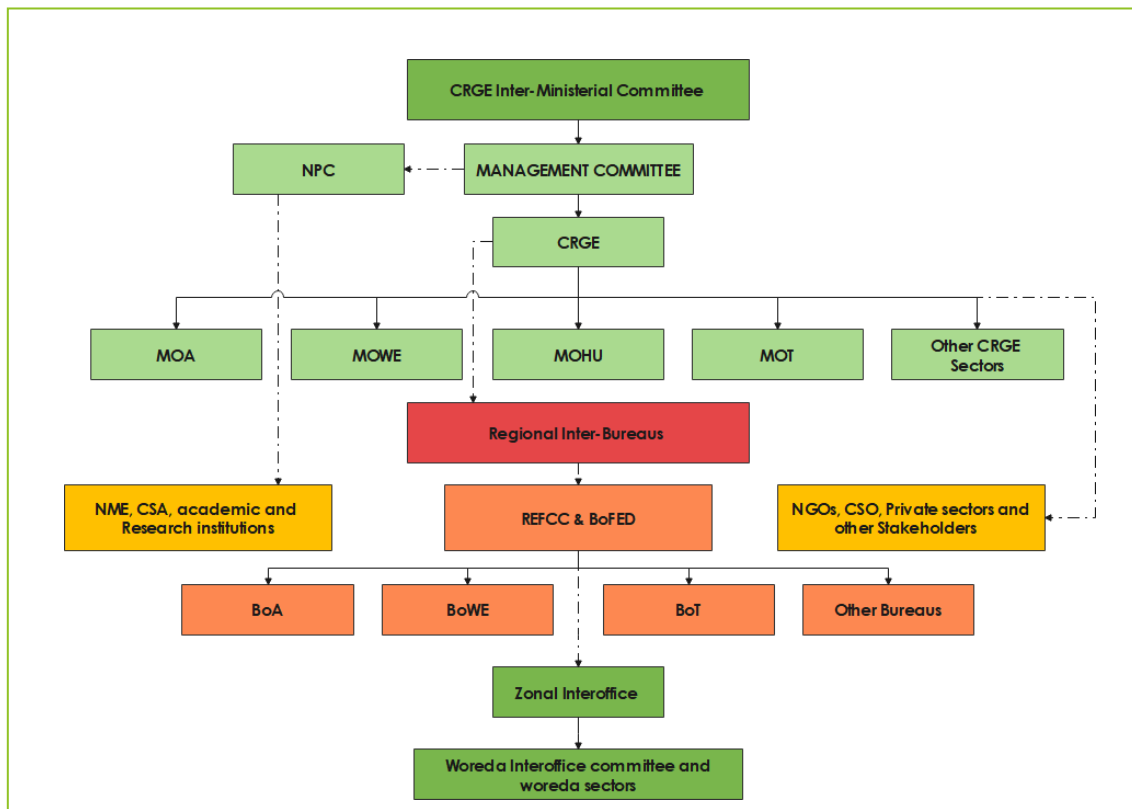 CRGE Inter-Ministerial Committee
NPC
MANAGEMENT COMMITTEE
CRGE
MOA
MOWE
MOHU
MOT
Other CRGE
Sectors
Regional Inter-Bureaus
NME, CSA, academic and
Research institutions
REFCC & BoFED
NGOs, CSO, Private sectors and
other Stakeholders
BoA
BoWE
BoT
Other Bureaus
Zonal Interoffice
Woreda Interoffice committee and
woreda sectors